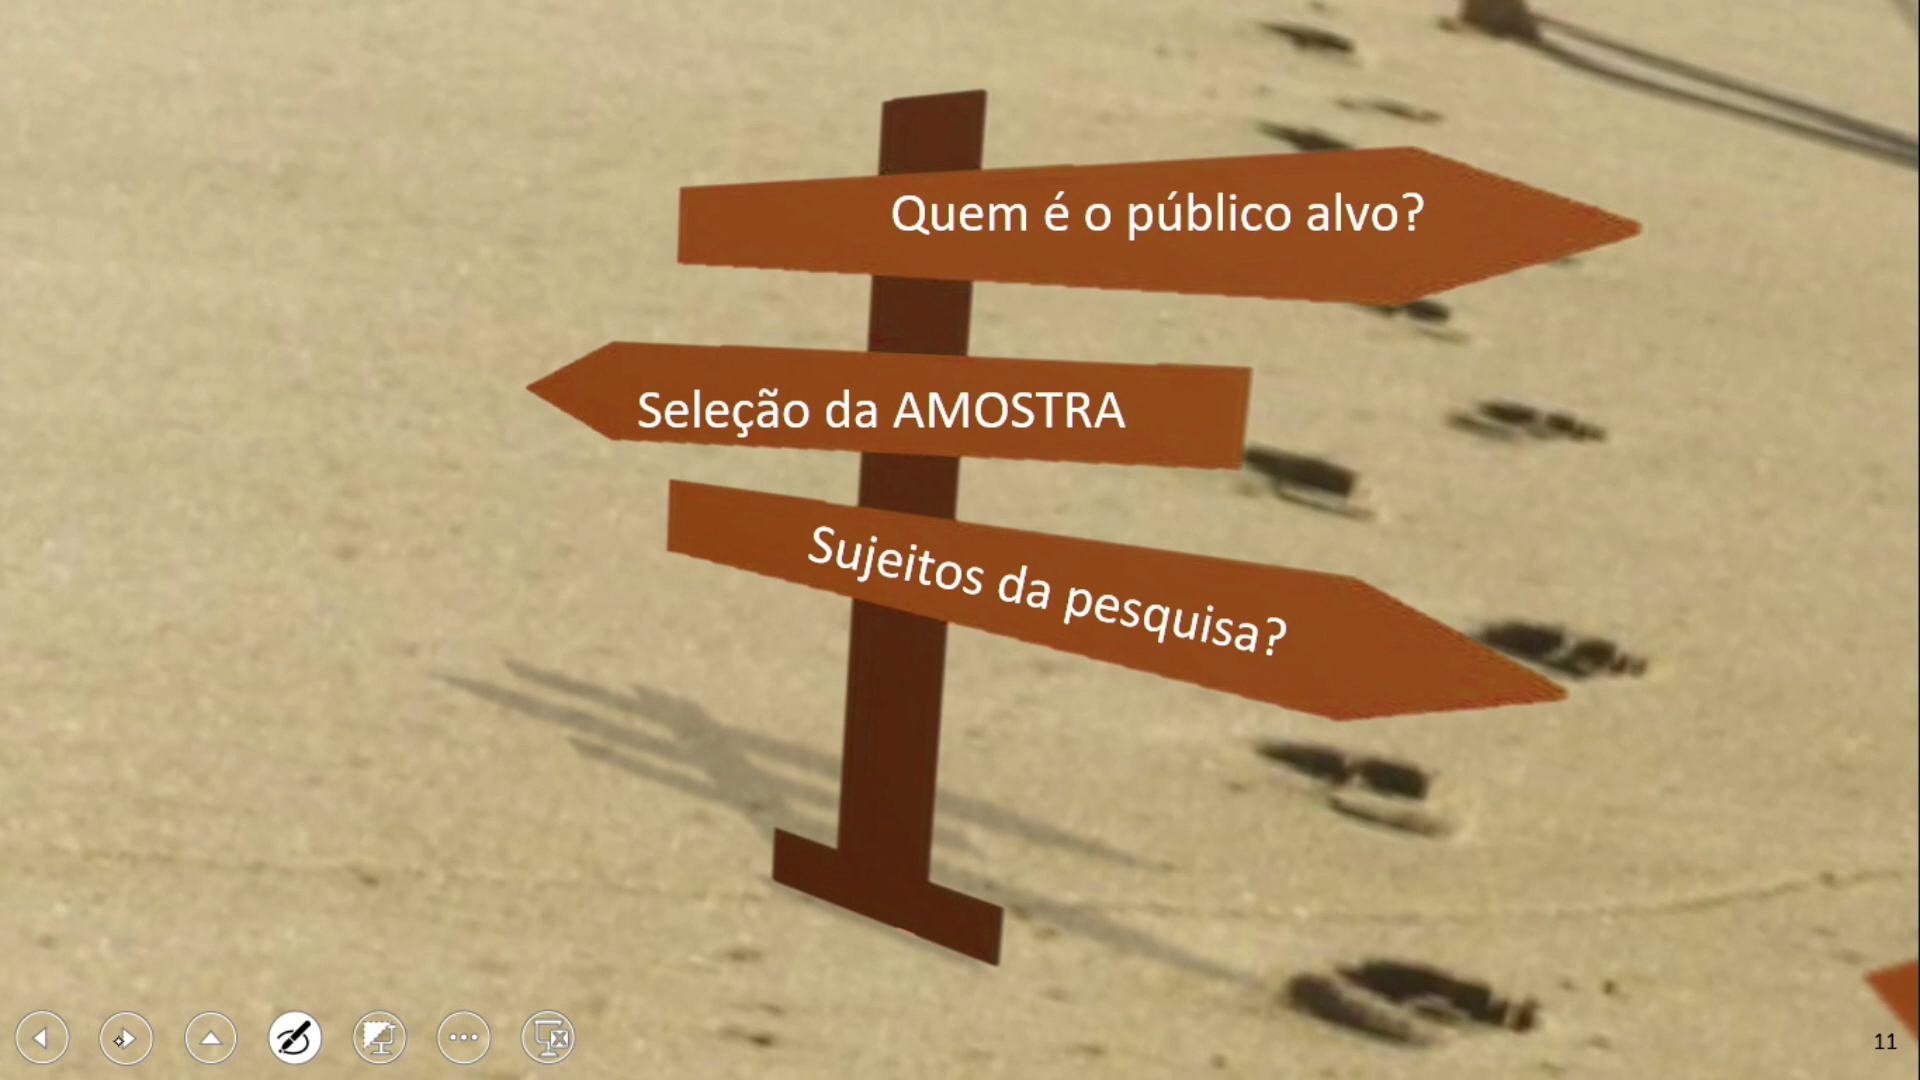 Quem é o público alvo?
Seleção da AMOSTRA
Sujeitos da pesquisa?
11